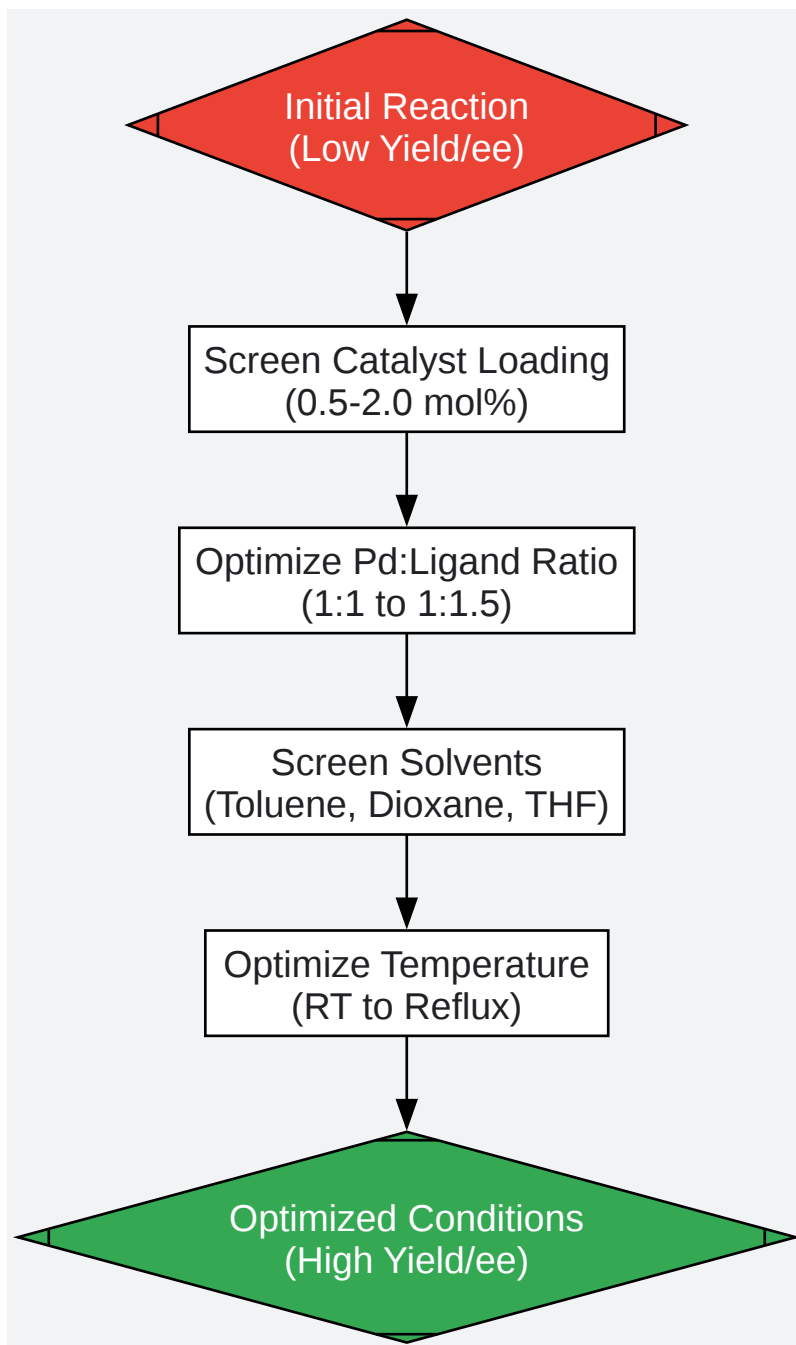 Initial Reaction
(Low Yield/ee)
Screen Catalyst Loading
(0.5-2.0 mol%)
Optimize Pd:Ligand Ratio
(1:1 to 1:1.5)
Screen Solvents
(Toluene, Dioxane, THF)
Optimize Temperature
(RT to Reflux)
Optimized Conditions
(High Yield/ee)